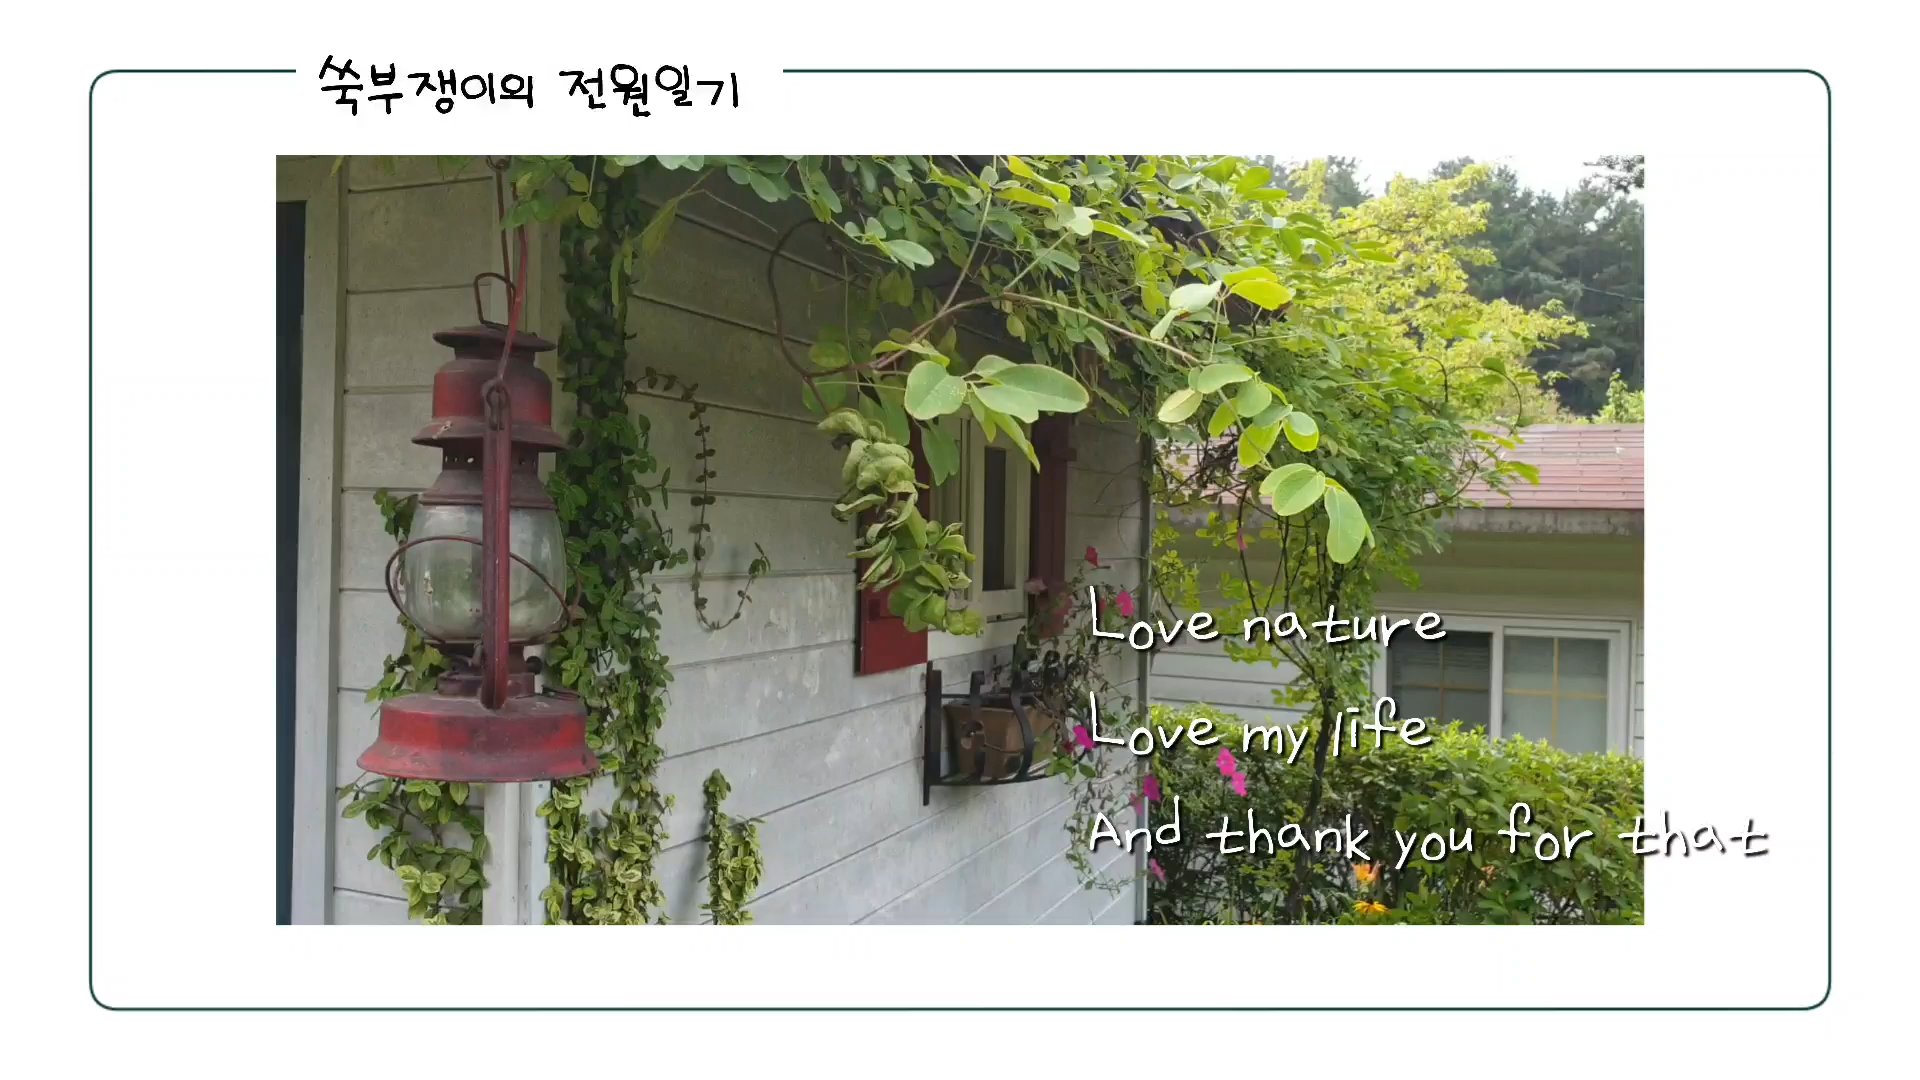 쑥부쟁이의 전원일기
Love nature
Love my life
And thank you for that